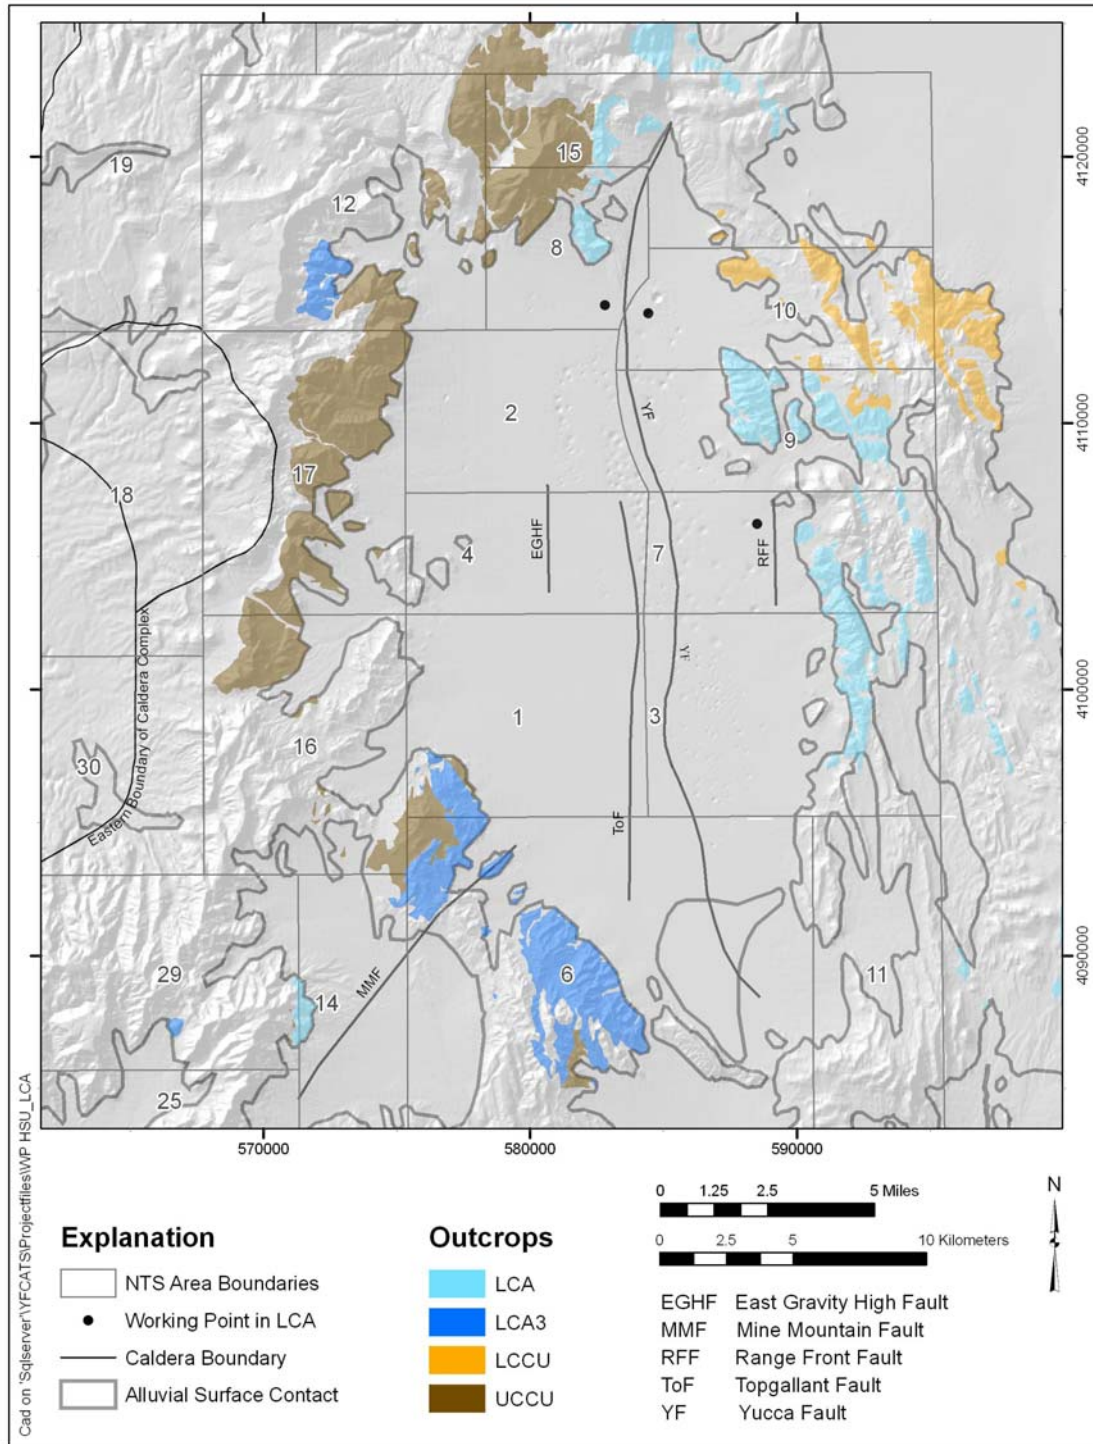 15
4120000
19
12
8
10
2
YF
4110000
9
17
18
EGHF
4
7
RFF
YF
4100000
1
3
16
Eastern Boundary of Caldera Complex
30
ToF
29
14
MMF
6
11
4090000
25
570000
580000
590000
Cad on 'Sqlserver'\YFCATS\Projectfiles\WP HSU_LCA
0 1.25 2.5 5 Miles
N
0 2.5 5 10 Kilometers
Explanation
NTS Area Boundaries
Working Point in LCA
Caldera Boundary
Alluvial Surface Contact
Outcrops
LCA
LCA3
LCCU
UCCU
EGHF East Gravity High Fault
MMF Mine Mountain Fault
RFF Range Front Fault
ToF Topgallant Fault
YF Yucca Fault